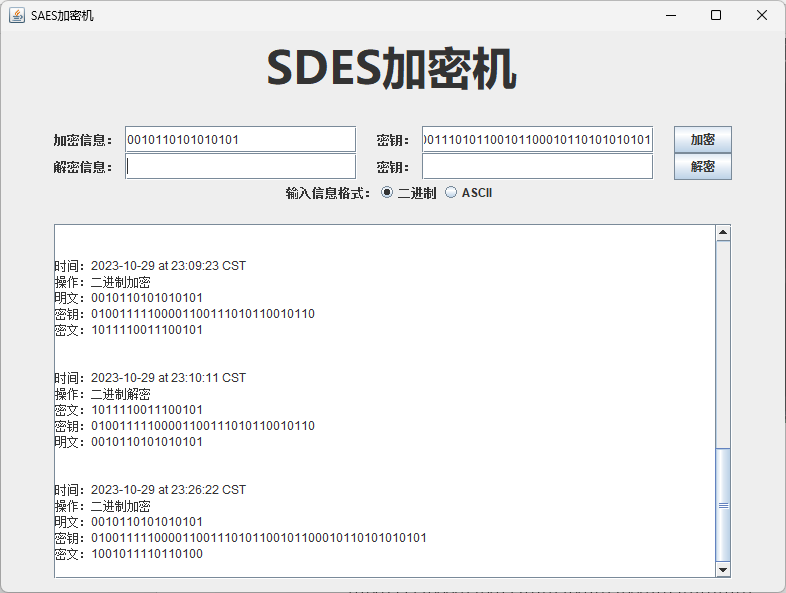 SAES加密机
SDES加密机
加密信息： 0010110101010101 密钥： 001110101100101100010110101010101 加密
解密信息： 密钥： 解密
输入信息格式： 二进制 ASCII
时间：2023-10-29 at 23:09:23 CST
操作：二进制加密
明文：0010110101010101
密钥：01001111100001100111010110010110
密文：1011110011100101
时间：2023-10-29 at 23:10:11 CST
操作：二进制解密
密文：1011110011100101
密钥：01001111100001100111010110010110
明文：0010110101010101
时间：2023-10-29 at 23:26:22 CST
操作：二进制加密
明文：0010110101010101
密钥：010011111000011001110101100101100010110101010101
密文：1001011110110100